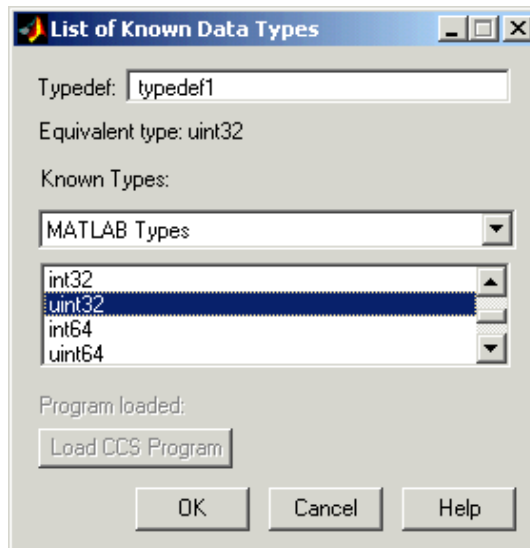 List of Known Data Types
Typedef: typedef1
Equivalent type: uint32
Known Types:
MATLAB Types
int32
uint32
int64
uint64
Program loaded:
Load CCS Program
OK Cancel Help